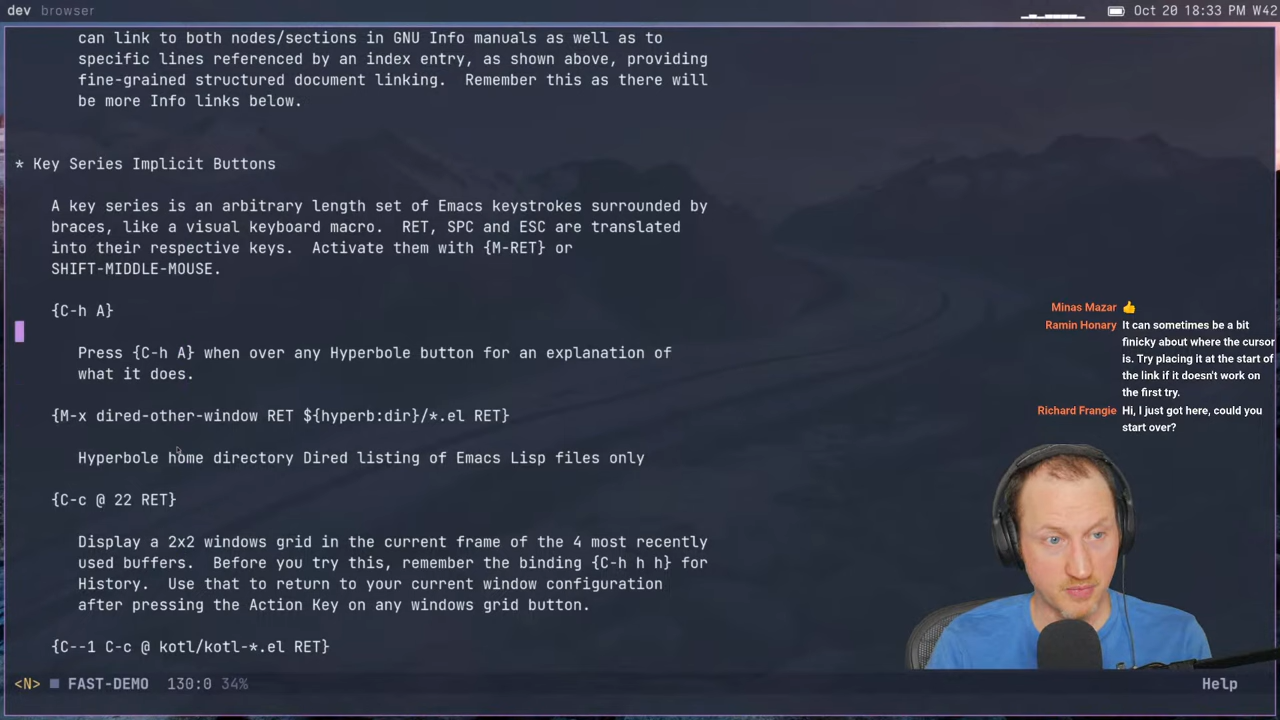 dev browser
Oct 20 18:33 PM W42
can link to both nodes/sections in GNU Info manuals as well as to
specific lines referenced by an index entry, as shown above, providing
fine-grained structured document linking.  Remember this as there will
be more Info links below.
* Key Series Implicit Buttons
A key series is an arbitrary length set of Emacs keystrokes surrounded by
braces, like a visual keyboard macro.  RET, SPC and ESC are translated
into their respective keys.  Activate them with {M-RET} or
SHIFT-MIDDLE-MOUSE.
{C-h A}
Press {C-h A} when over any Hyperbole button for an explanation of
what it does.
{M-x dired-other-window RET ${hyperb:dir}/*.el RET}
Hyperbole home directory Dired listing of Emacs Lisp files only
{C-c @ 22 RET}
Display a 2x2 windows grid in the current frame of the 4 most recently
used buffers.  Before you try this, remember the binding {C-h h h} for
History.  Use that to return to your current window configuration
after pressing the Action Key on any windows grid button.
{C--1 C-c @ kotl/kotl-*.el RET}
Minas Mazar 👍
Ramin Honary It can sometimes be a bit
finicky about where the cursor
is. Try placing it at the start of
the link if it doesn't work on
the first try.
Richard Frangie Hi, I just got here, could you
start over?
<N> FAST-DEMO 130:0 34% Help